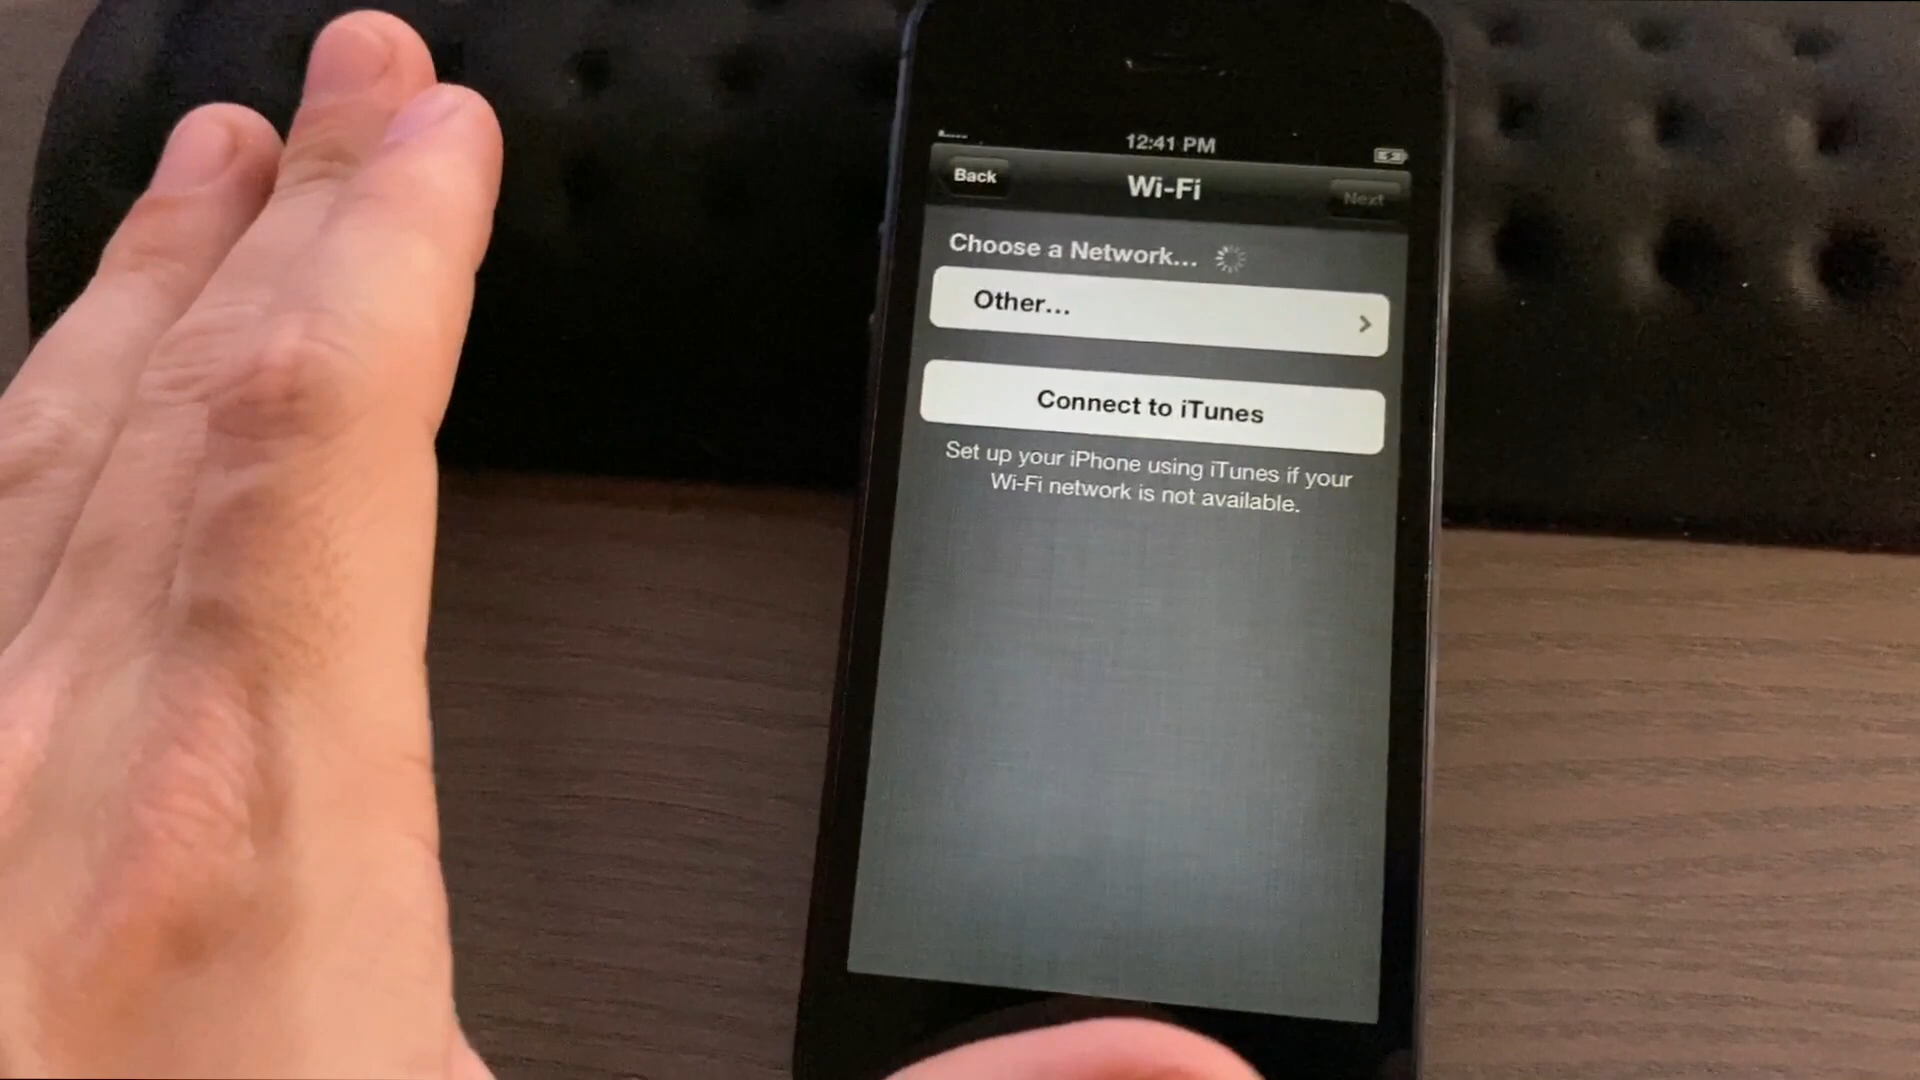 12:41 PM
Back
Wi-Fi
Next
Choose a Network...
Other...
Connect to iTunes
Set up your iPhone using iTunes if your
Wi-Fi network is not available.